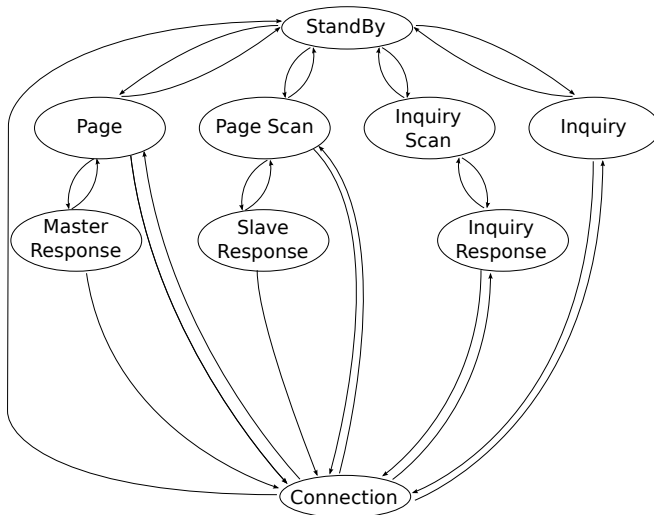 StandBy
Page
Page Scan
Inquiry
Scan
Inquiry
Master
Response
Slave
Response
Inquiry
Response
Connection